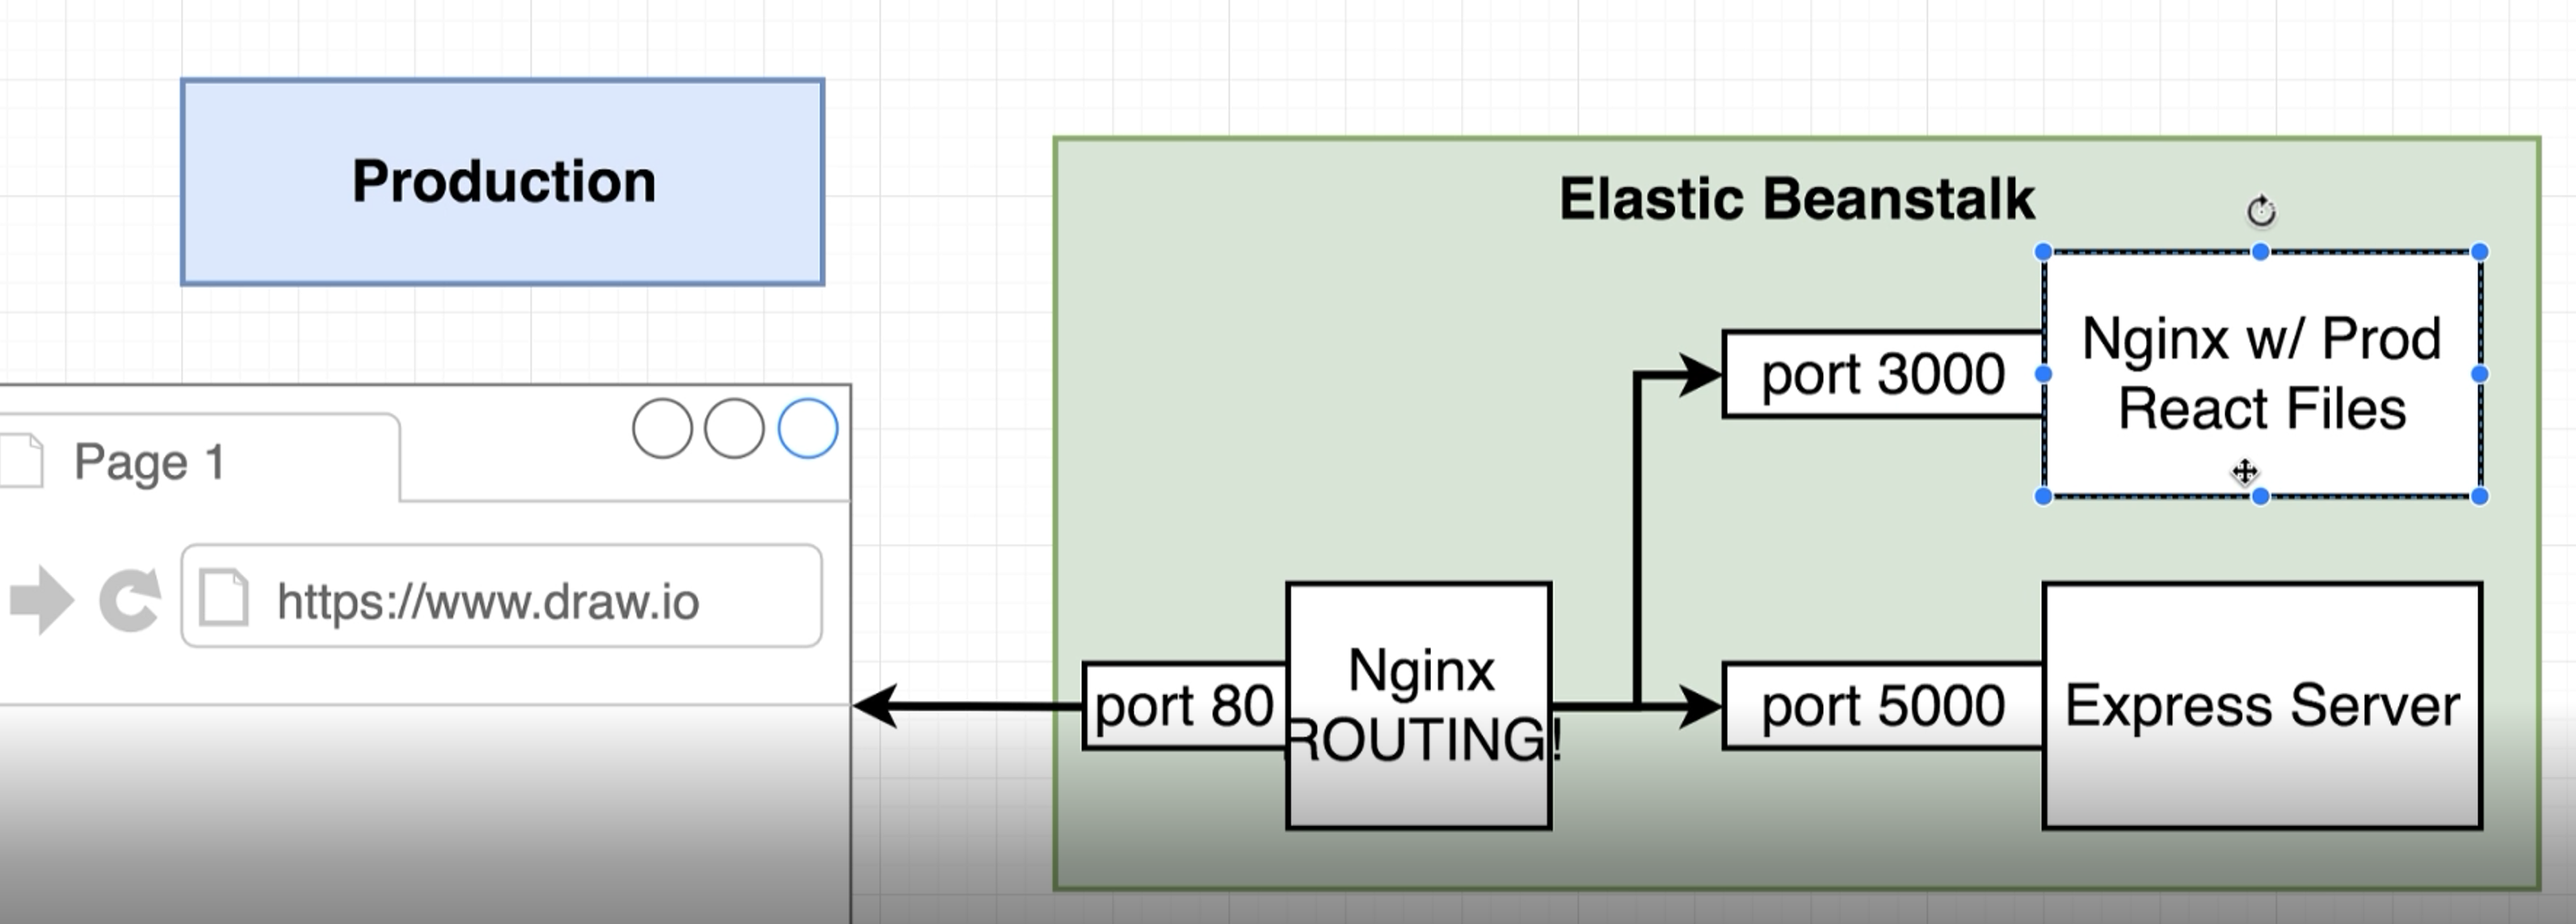 Production
Elastic Beanstalk
Nginx w/ Prod
React Files
port 3000
Page 1
https://www.draw.io
port 80
Nginx
ROUTING!
port 5000
Express Server